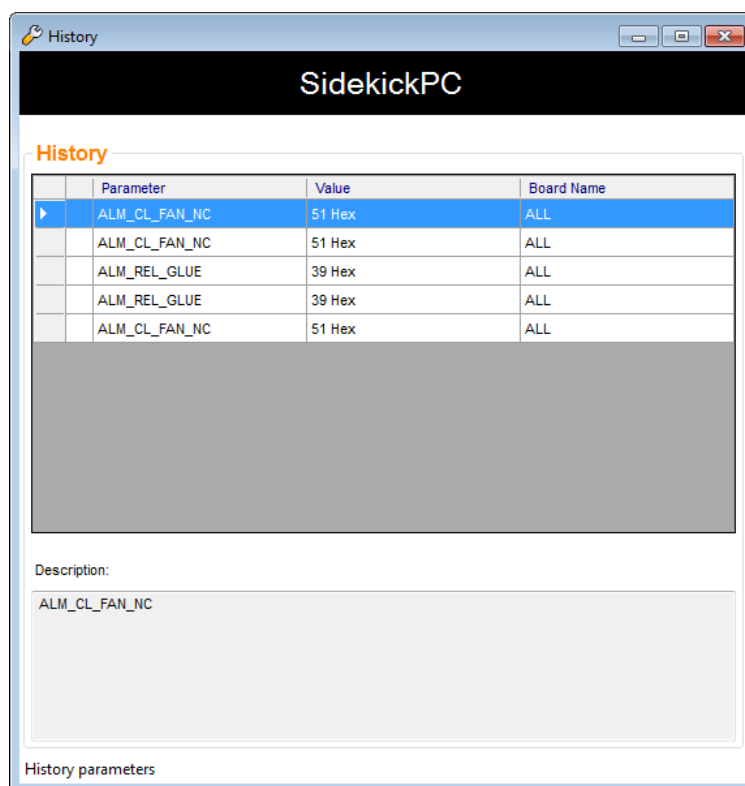 History
SidekickPC
History
Parameter Value Board Name
ALM_CL_FAN_NC 51 Hex ALL
ALM_CL_FAN_NC 51 Hex ALL
ALM_REL_GLUE 39 Hex ALL
ALM_REL_GLUE 39 Hex ALL
ALM_CL_FAN_NC 51 Hex ALL
Description:
ALM_CL_FAN_NC
History parameters